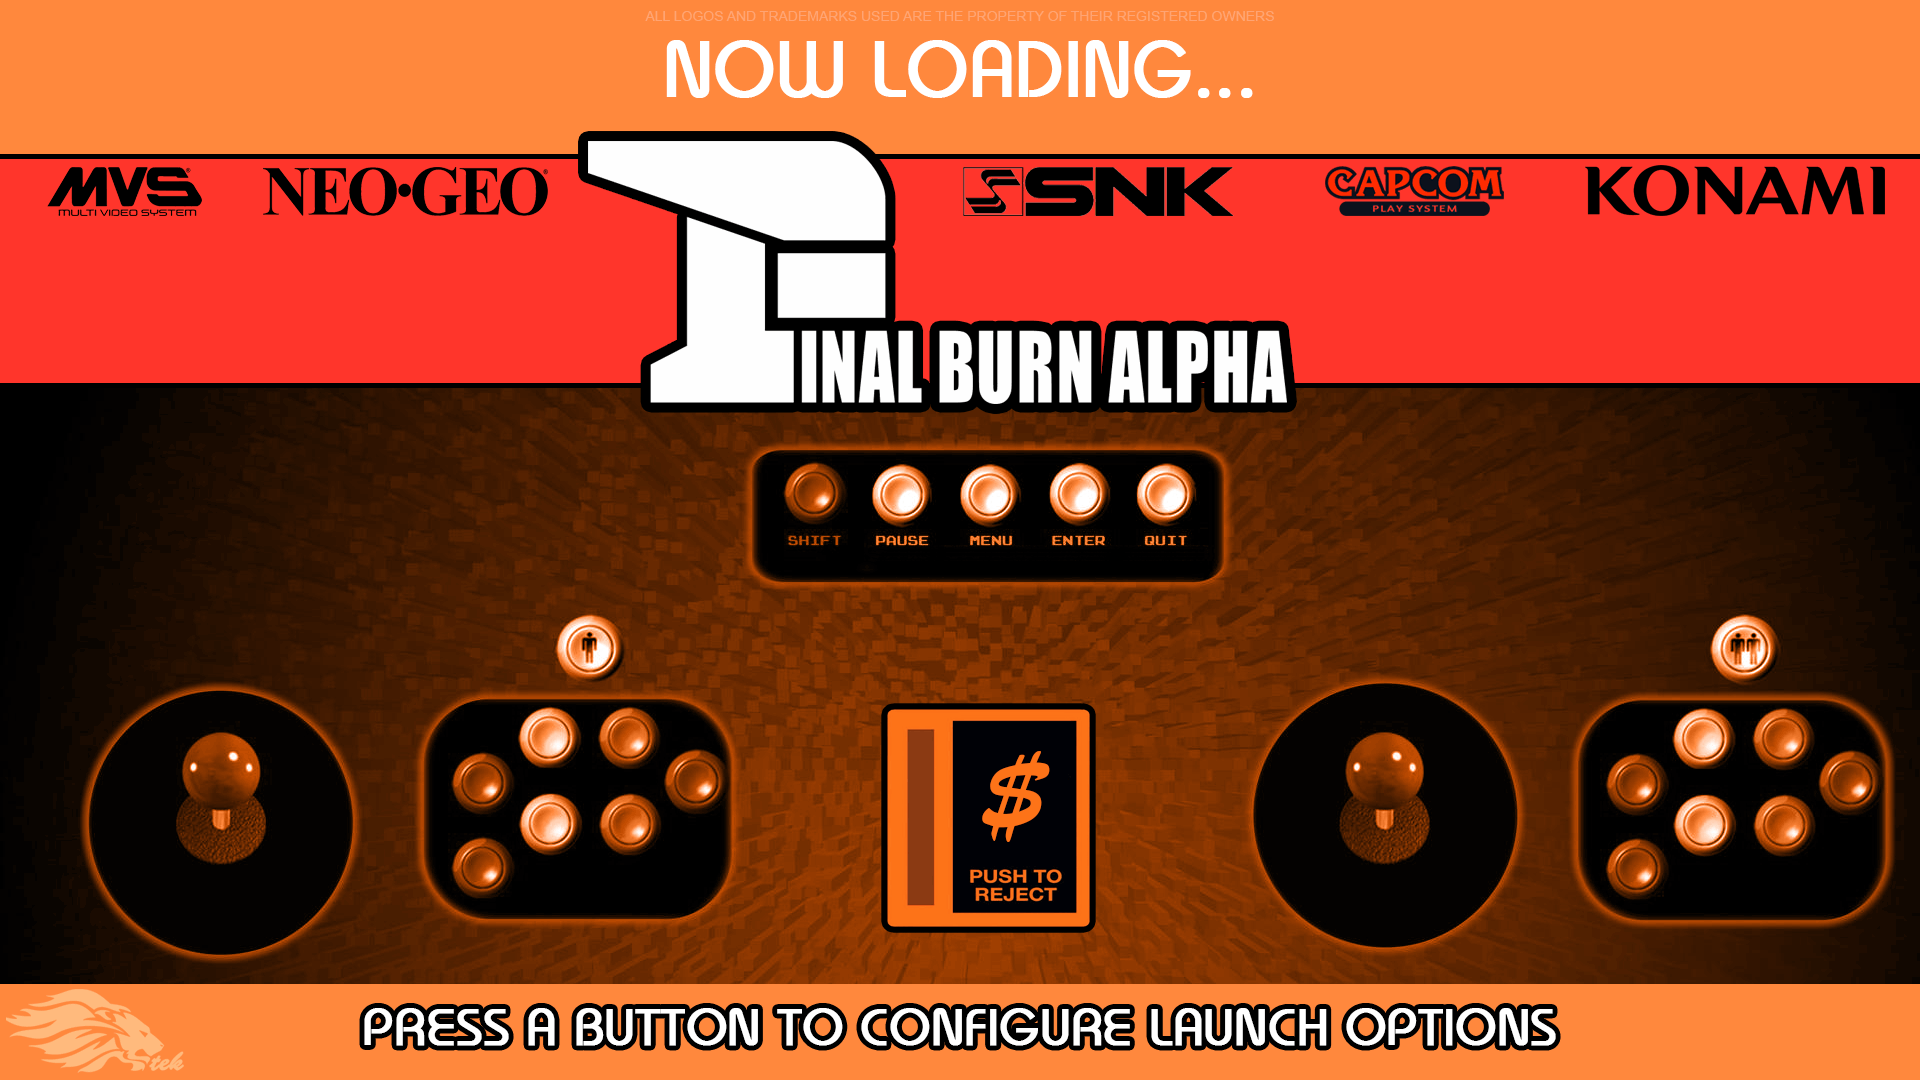 ALL LOGOS AND TRADEMARKS USED ARE THE PROPERTY OF THEIR REGISTERED OWNERS
NOW LOADING...
MVS
MULTI VIDEO SYSTEM
NEO•GEO
SNK
CAPCOM
PLAY SYSTEM
KONAMI
FINAL BURN ALPHA
SHIFT PAUSE MENU ENTER QUIT
$
PUSH TO
REJECT
PRESS A BUTTON TO CONFIGURE LAUNCH OPTIONS
tek